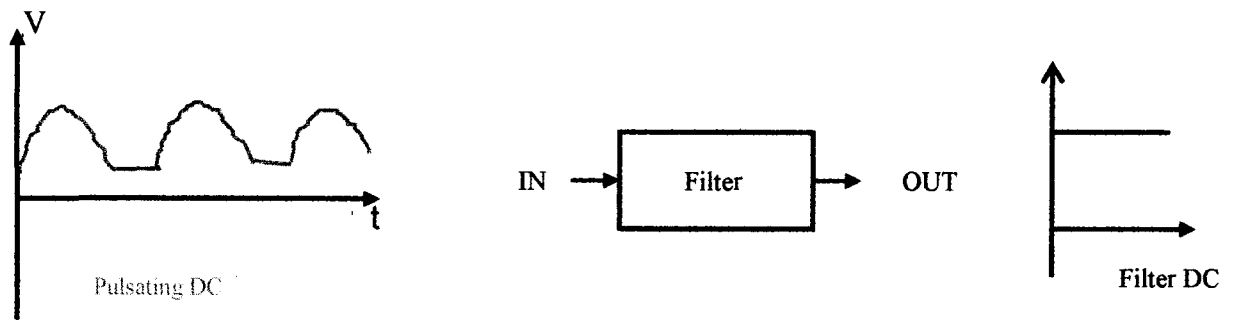 V
t
Pulsating DC
IN
Filter
OUT
Filter DC